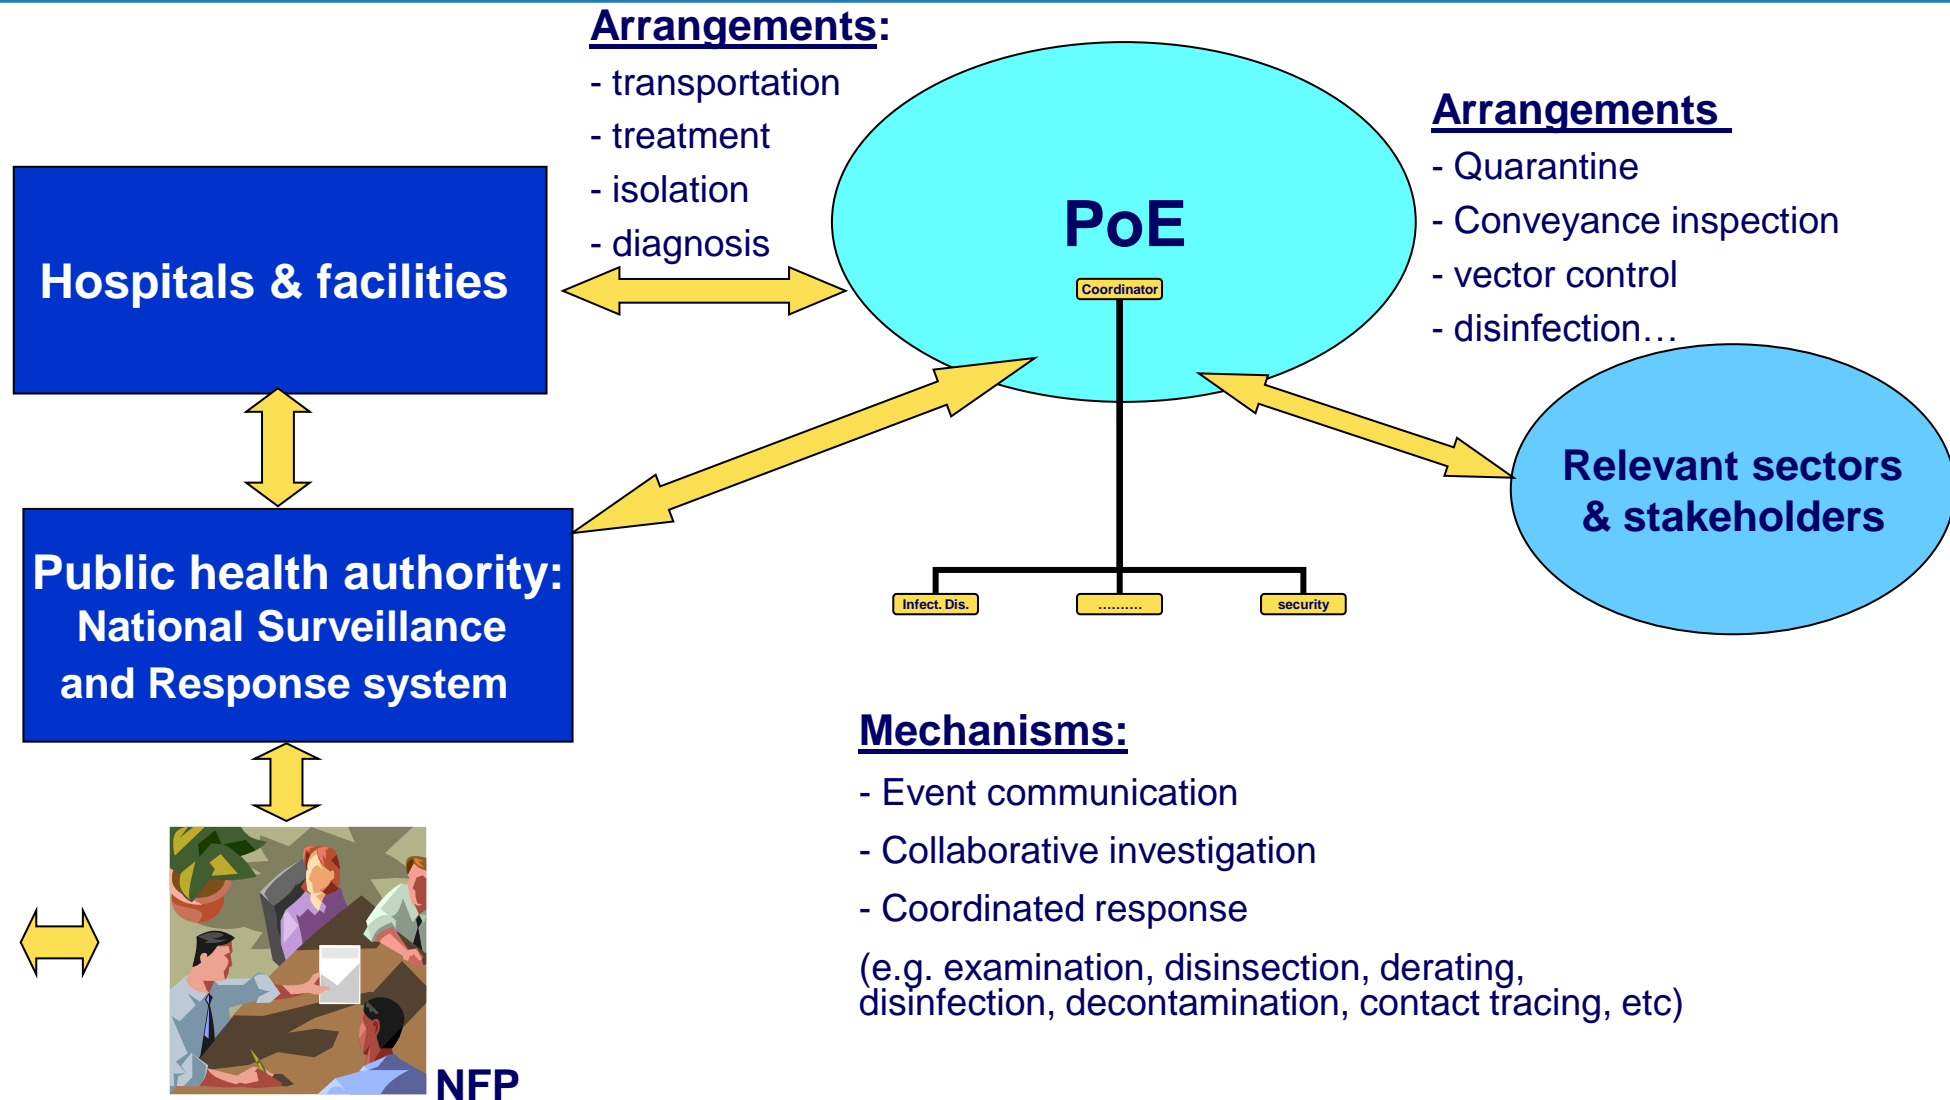 Arrangements:
- transportation
- treatment
- isolation
- diagnosis
PoE
Coordinator
Infect. Dis.
..........
security
Arrangements
- Quarantine
- Conveyance inspection
- vector control
- disinfection…
Hospitals & facilities
Relevant sectors
& stakeholders
Public health authority:
National Surveillance
and Response system
Mechanisms:
- Event communication
- Collaborative investigation
- Coordinated response
(e.g. examination, disinsection, derating,
disinfection, decontamination, contact tracing, etc)
NFP